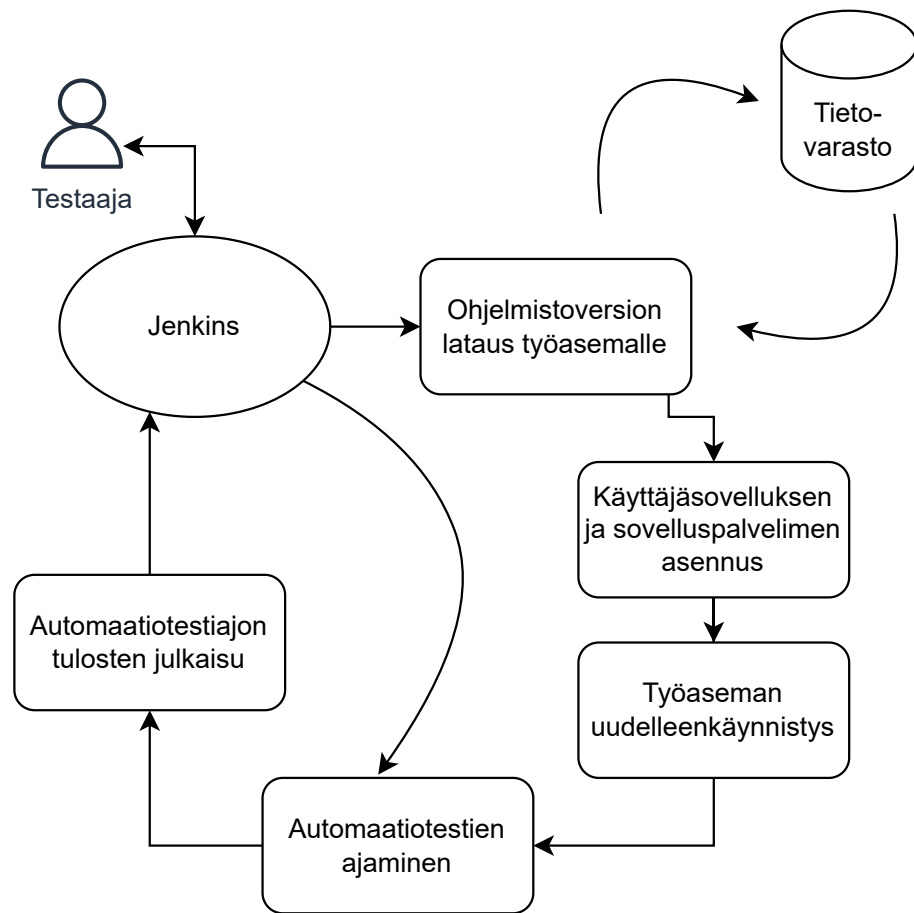 Tieto-
varasto
Testaaja
Jenkins
Ohjelmistoversion
lataus työasemalle
Käyttäjäsovelluksen
ja sovelluspalvelimen
asennus
Työaseman
uudelleenkäynnistys
Automaatiotestien
ajaminen
Automaatiotestiajon
tulosten julkaisu